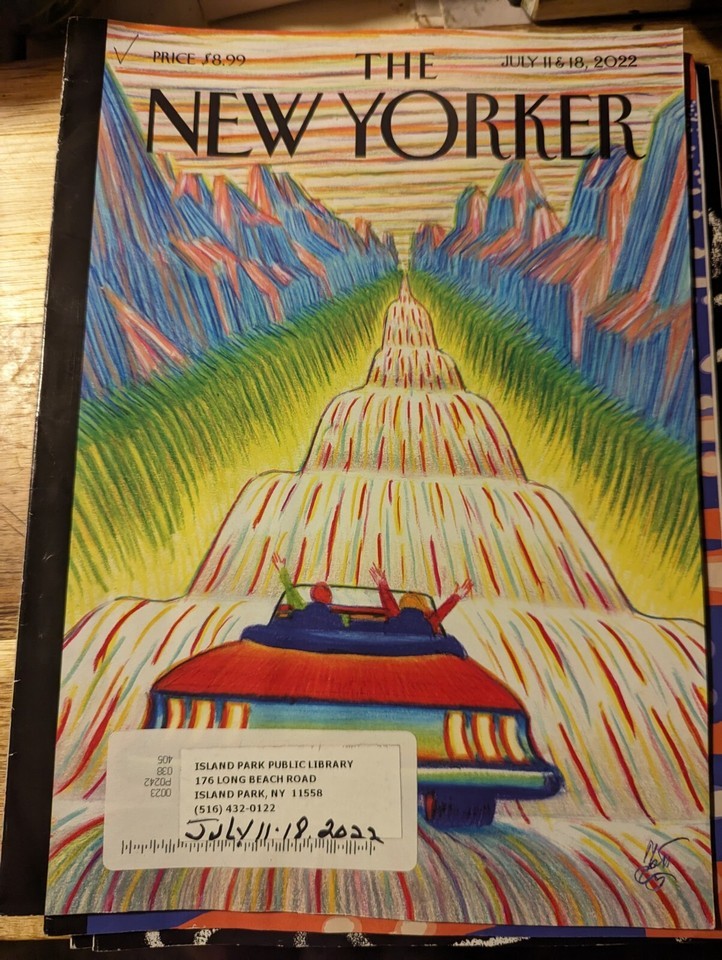 PRICE $8.99
THE
JULY 11 & 18, 2022
NEW YORKER
ISLAND PARK PUBLIC LIBRARY
176 LONG BEACH ROAD
ISLAND PARK, NY 11558
(516) 432-0122
JULY 11-18 2022
405
038
P0242
0023